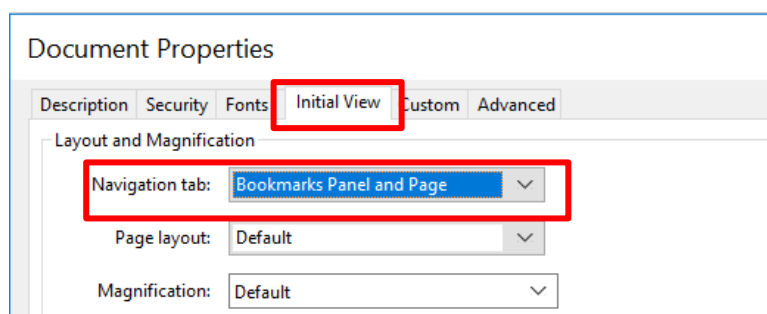 Document Properties
Description Security Fonts Initial View Custom Advanced
Layout and Magnification
Navigation tab: Bookmarks Panel and Page
Page layout: Default
Magnification: Default